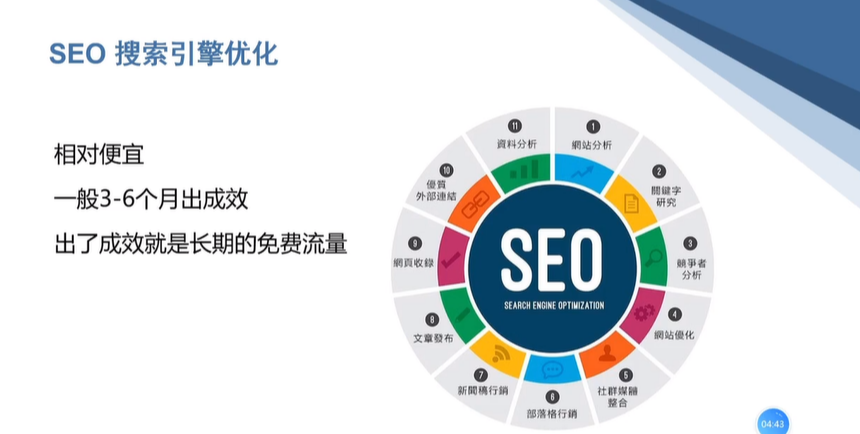 SEO 搜索引擎优化
相对便宜
一般3-6个月出成效
出了成效就是长期的免费流量
1
網站分析
2
關鍵字
研究
3
競爭者
分析
4
網站優化
5
社群媒體
整合
6
部落格行銷
7
新聞稿行銷
8
文章發布
9
網頁收錄
10
優質
外部連結
11
資料分析
SEO
SEARCH ENGINE OPTIMIZATION
04:43